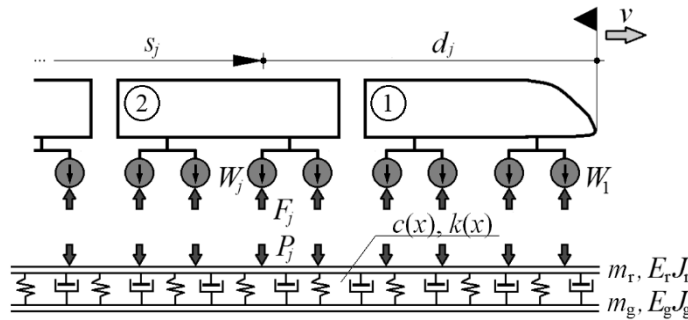 ... s_j d_j v
② ①
W_j W_1
F_j
P_j c(x), k(x)
m_r, E_rJ_r
m_g, E_gJ_g